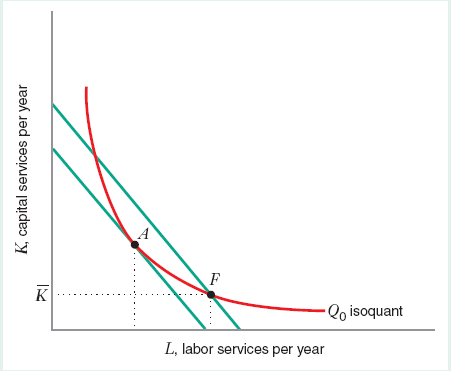 K, capital services per year
A
F
K̅
Q₀ isoquant
L, labor services per year